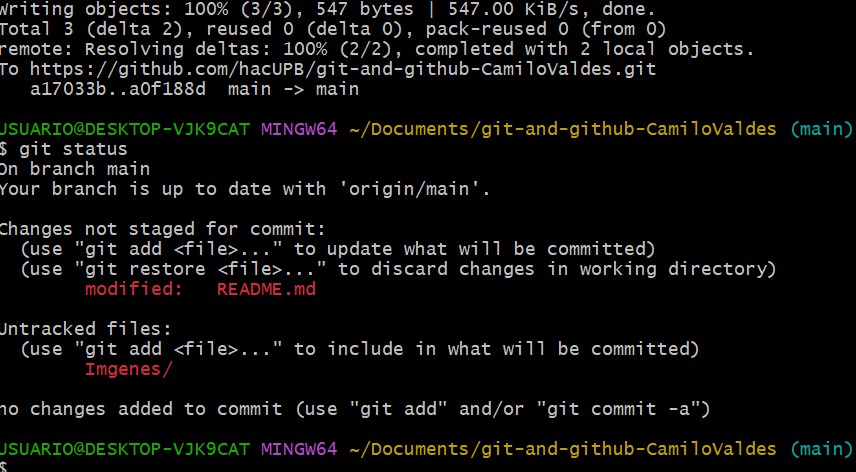 Writing objects: 100% (3/3), 547 bytes | 547.00 KiB/s, done.
Total 3 (delta 2), reused 0 (delta 0), pack-reused 0 (from 0)
remote: Resolving deltas: 100% (2/2), completed with 2 local objects.
To https://github.com/hacUPB/git-and-github-CamiloValdes.git
   a17033b..a0f188d  main -> main

USUARIO@DESKTOP-VJK9CAT MINGW64 ~/Documents/git-and-github-CamiloValdes (main)
$ git status
On branch main
Your branch is up to date with 'origin/main'.

Changes not staged for commit:
  (use "git add <file>..." to update what will be committed)
  (use "git restore <file>..." to discard changes in working directory)
        modified:   README.md

Untracked files:
  (use "git add <file>..." to include in what will be committed)
        Imgenes/

no changes added to commit (use "git add" and/or "git commit -a")

USUARIO@DESKTOP-VJK9CAT MINGW64 ~/Documents/git-and-github-CamiloValdes (main)
$